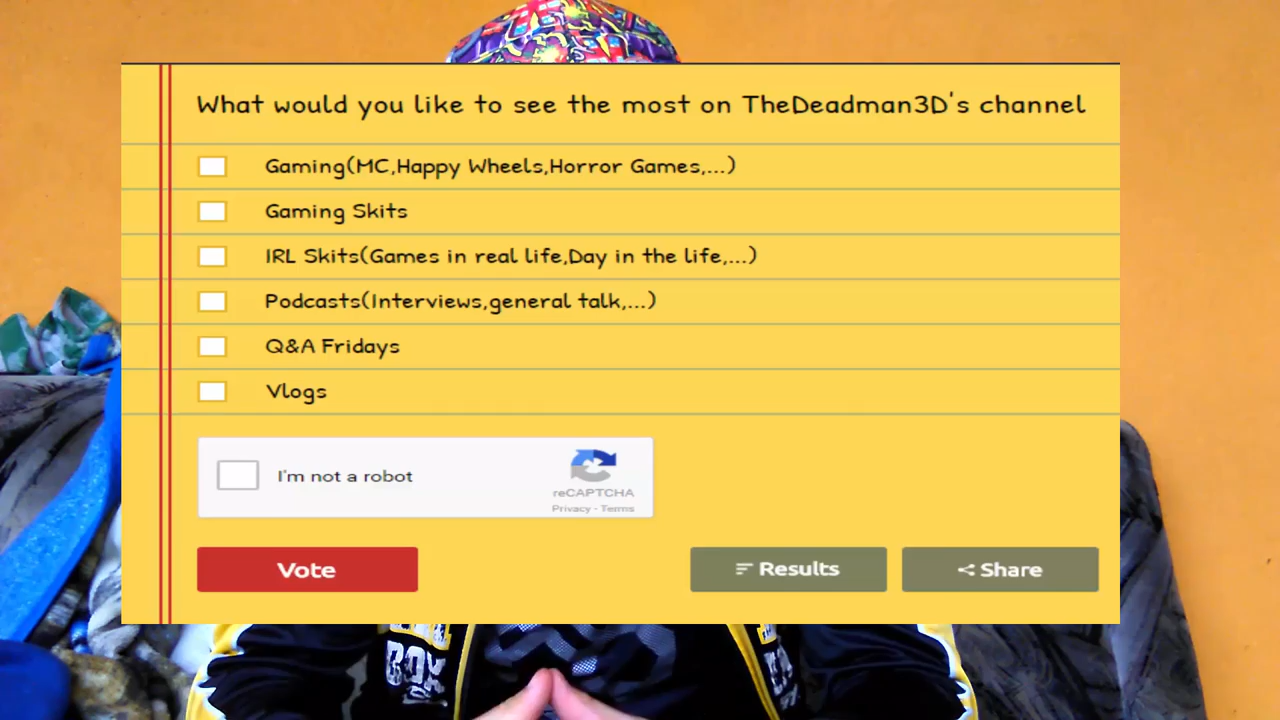 What would you like to see the most on TheDeadman3D's channel
Gaming(MC,Happy Wheels,Horror Games,...)
Gaming Skits
IRL Skits(Games in real life,Day in the life,...)
Podcasts(Interviews,general talk,...)
Q&A Fridays
Vlogs
I'm not a robot
reCAPTCHA
Privacy - Terms
Vote
Results
Share
BOX